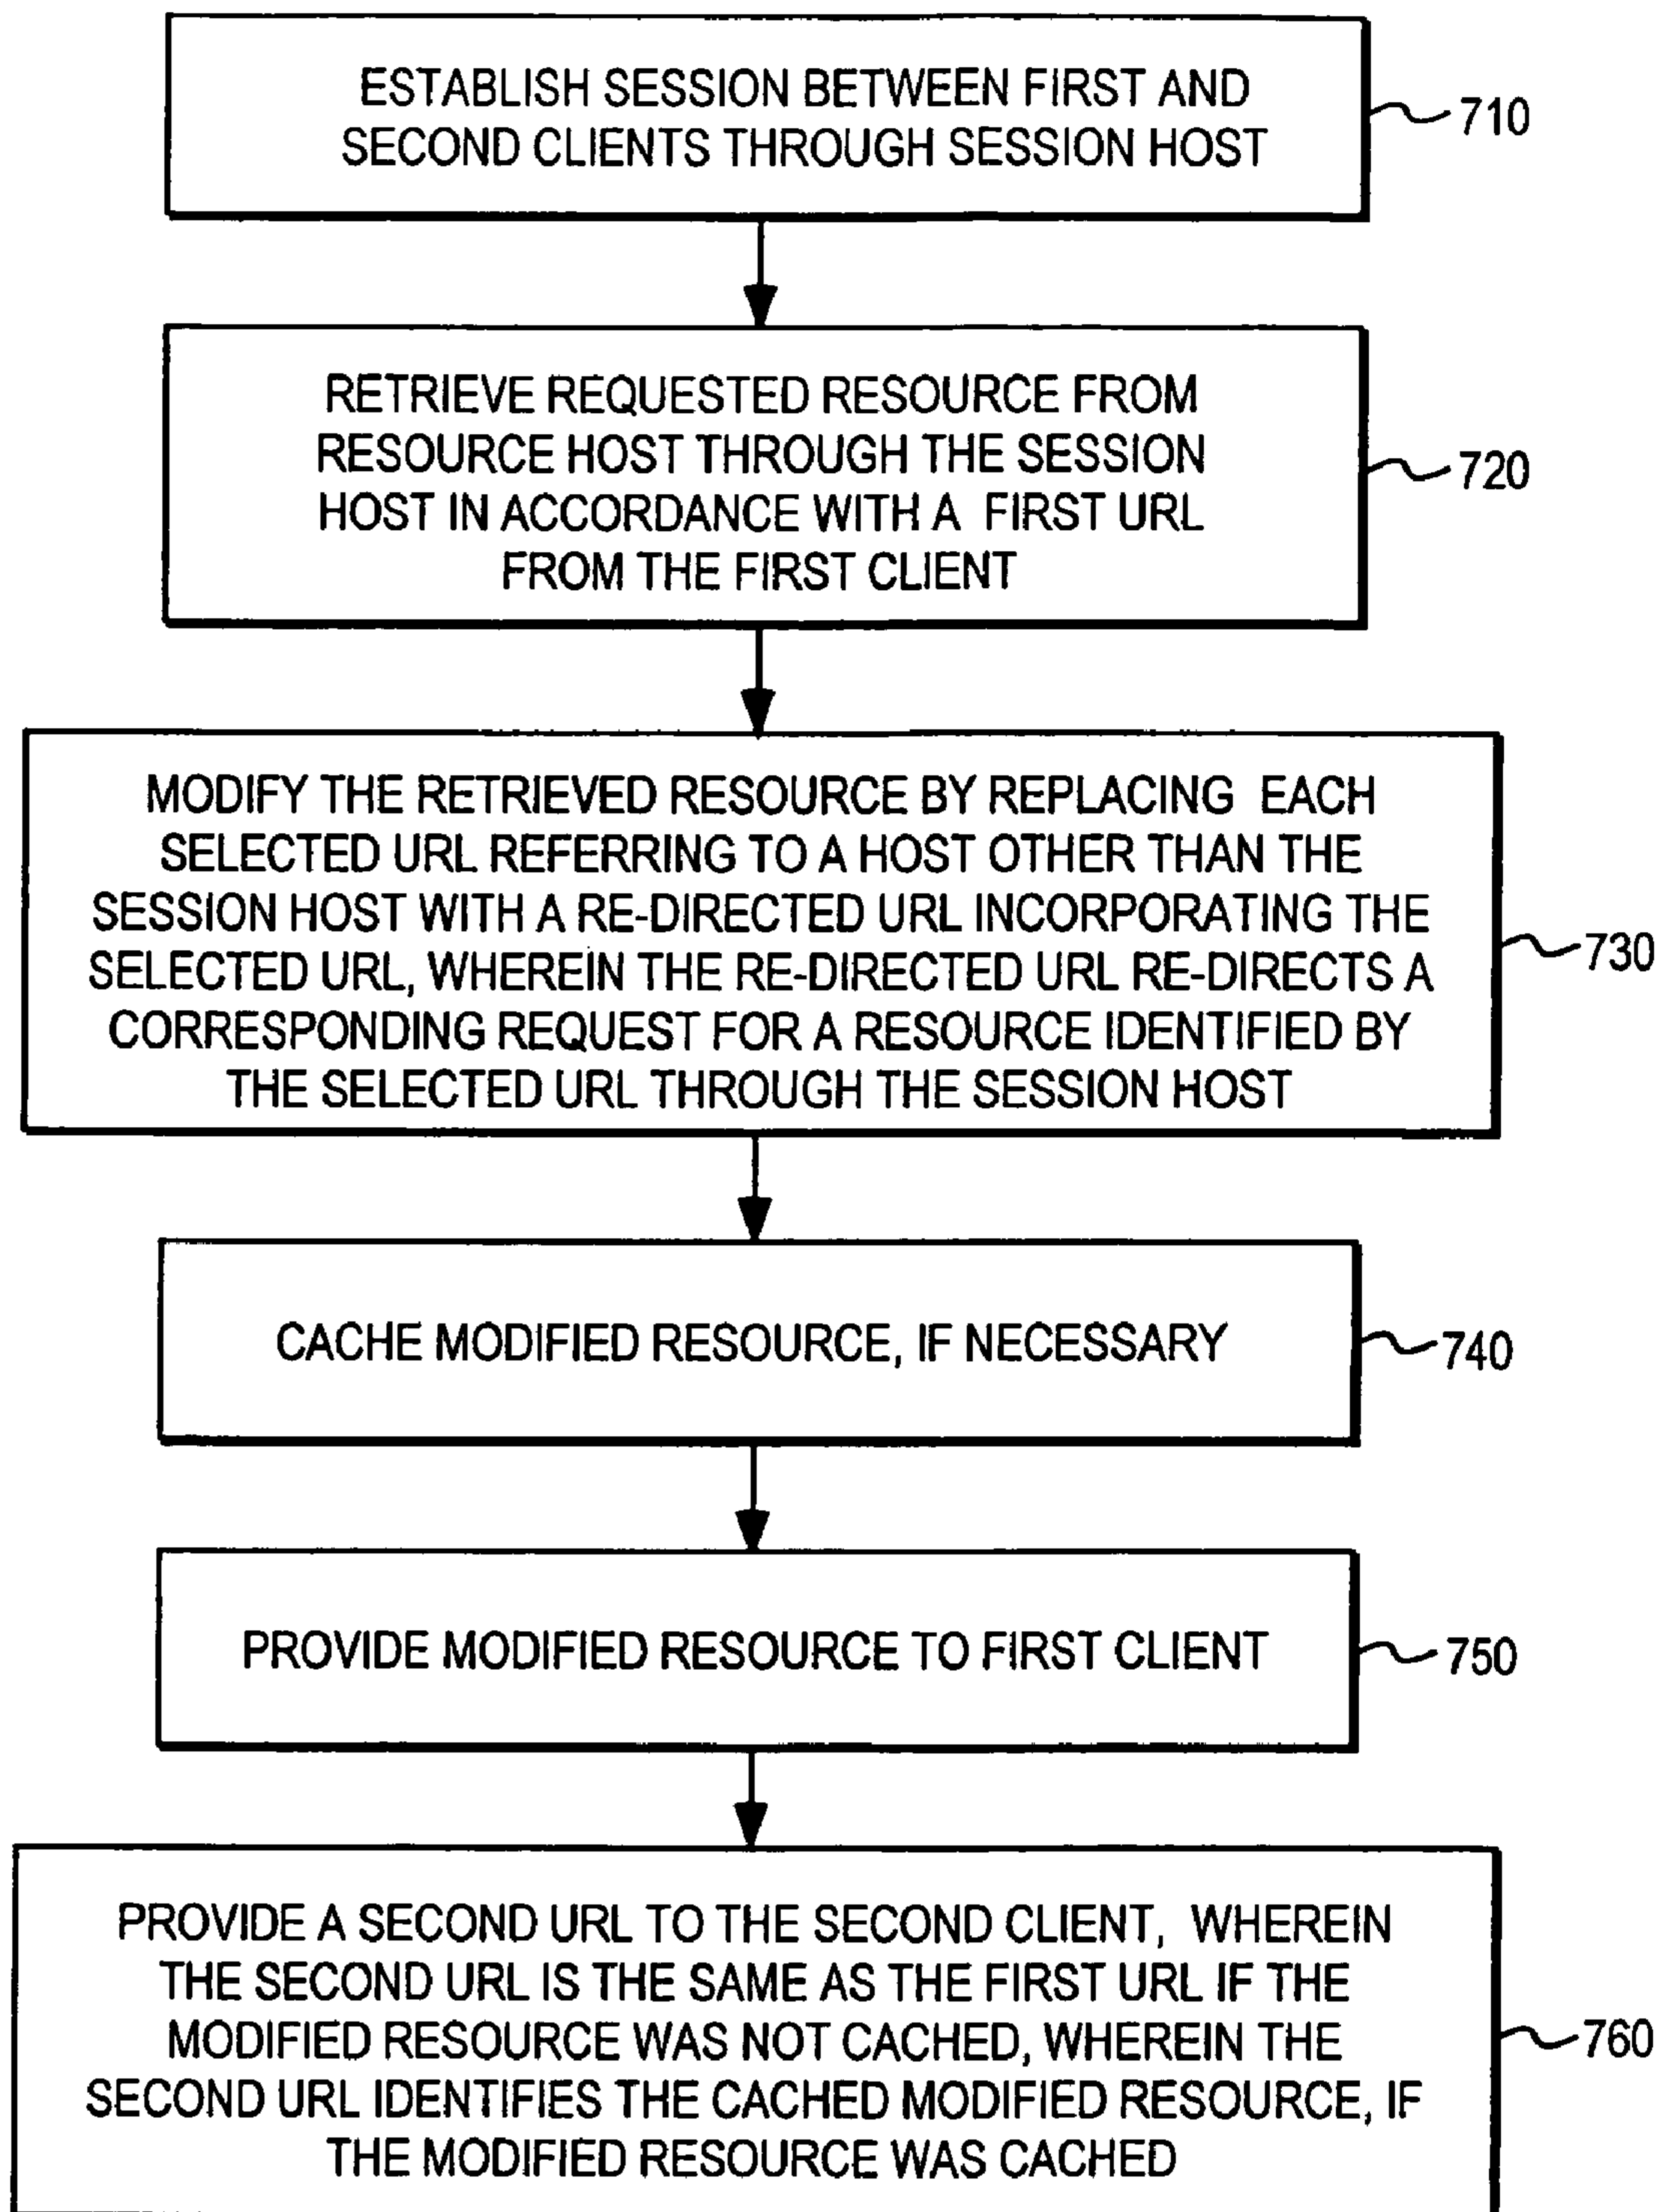 ESTABLISH SESSION BETWEEN FIRST AND
SECOND CLIENTS THROUGH SESSION HOST
710
RETRIEVE REQUESTED RESOURCE FROM
RESOURCE HOST THROUGH THE SESSION
HOST IN ACCORDANCE WITH A FIRST URL
FROM THE FIRST CLIENT
720
MODIFY THE RETRIEVED RESOURCE BY REPLACING EACH
SELECTED URL REFERRING TO A HOST OTHER THAN THE
SESSION HOST WITH A RE-DIRECTED URL INCORPORATING THE
SELECTED URL, WHEREIN THE RE-DIRECTED URL RE-DIRECTS A
CORRESPONDING REQUEST FOR A RESOURCE IDENTIFIED BY
THE SELECTED URL THROUGH THE SESSION HOST
730
CACHE MODIFIED RESOURCE, IF NECESSARY
740
PROVIDE MODIFIED RESOURCE TO FIRST CLIENT
750
PROVIDE A SECOND URL TO THE SECOND CLIENT, WHEREIN
THE SECOND URL IS THE SAME AS THE FIRST URL IF THE
MODIFIED RESOURCE WAS NOT CACHED, WHEREIN THE
SECOND URL IDENTIFIES THE CACHED MODIFIED RESOURCE, IF
THE MODIFIED RESOURCE WAS CACHED
760